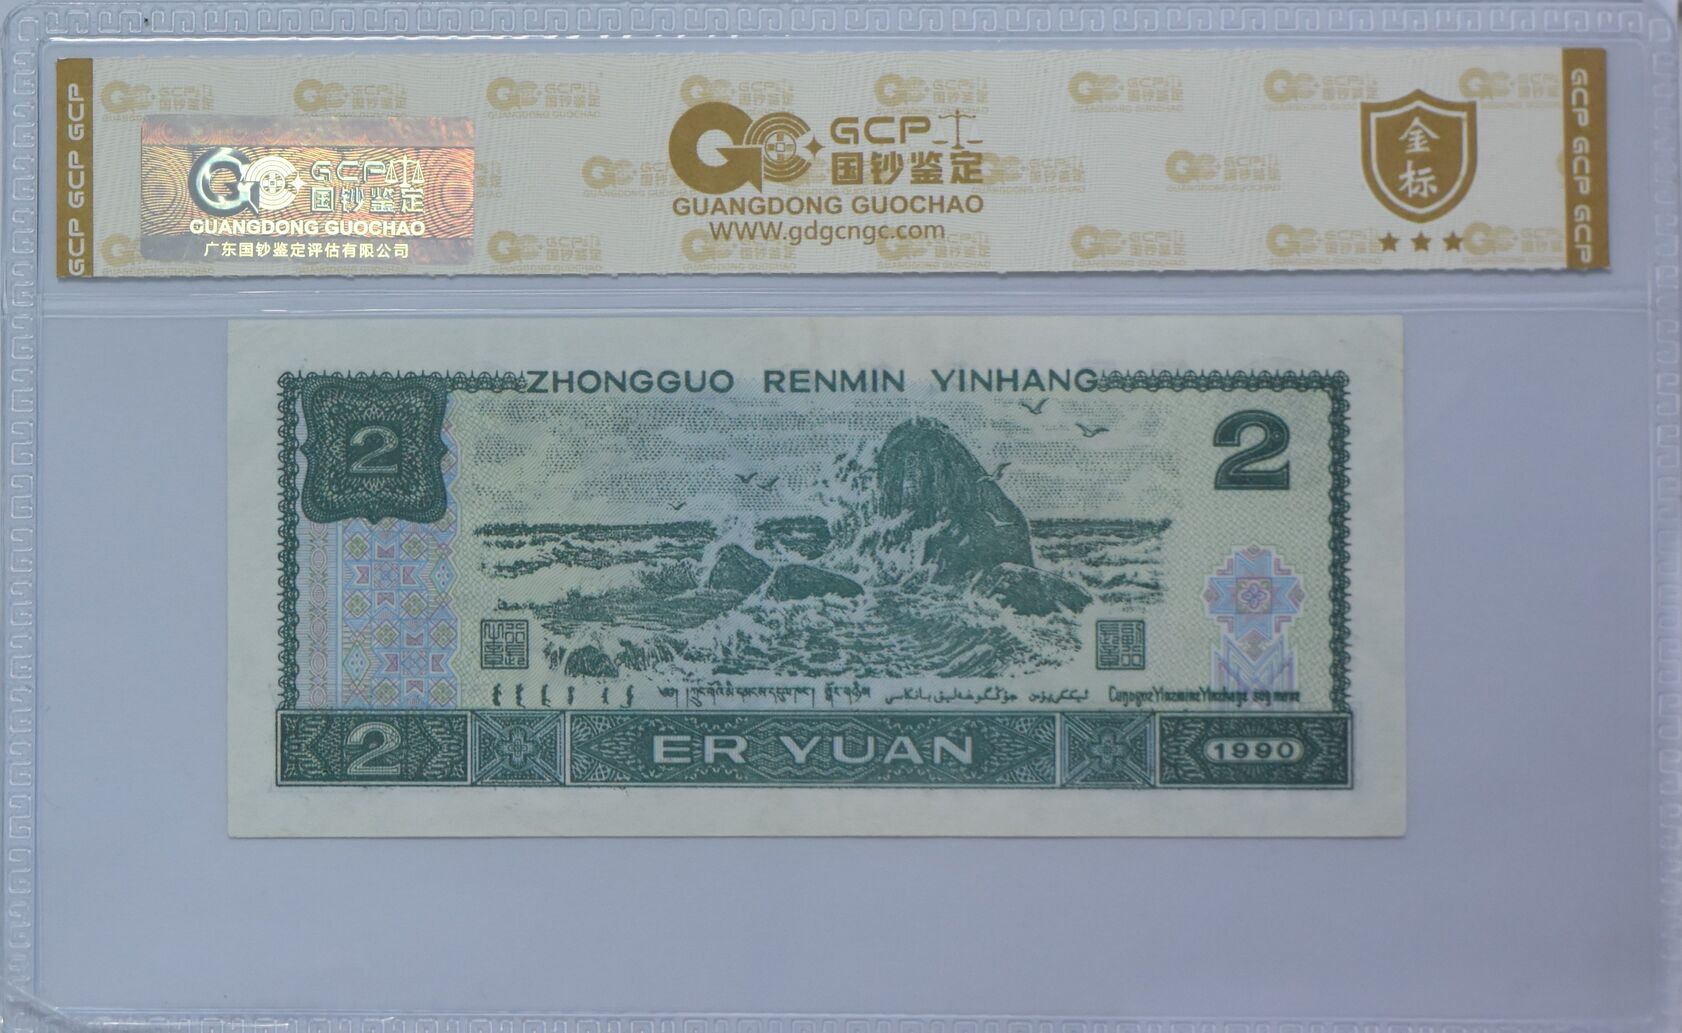 GCP GCP GCP
GCP
国钞鉴定
GUANGDONG GUOCHAO
广东国钞鉴定评估有限公司
GCP
国钞鉴定
GUANGDONG GUOCHAO
WWW.gdgcngc.com
金
标
GCP GCP GCP
ZHONGGUO RENMIN YINHANG
2
2
2
ER YUAN
1990